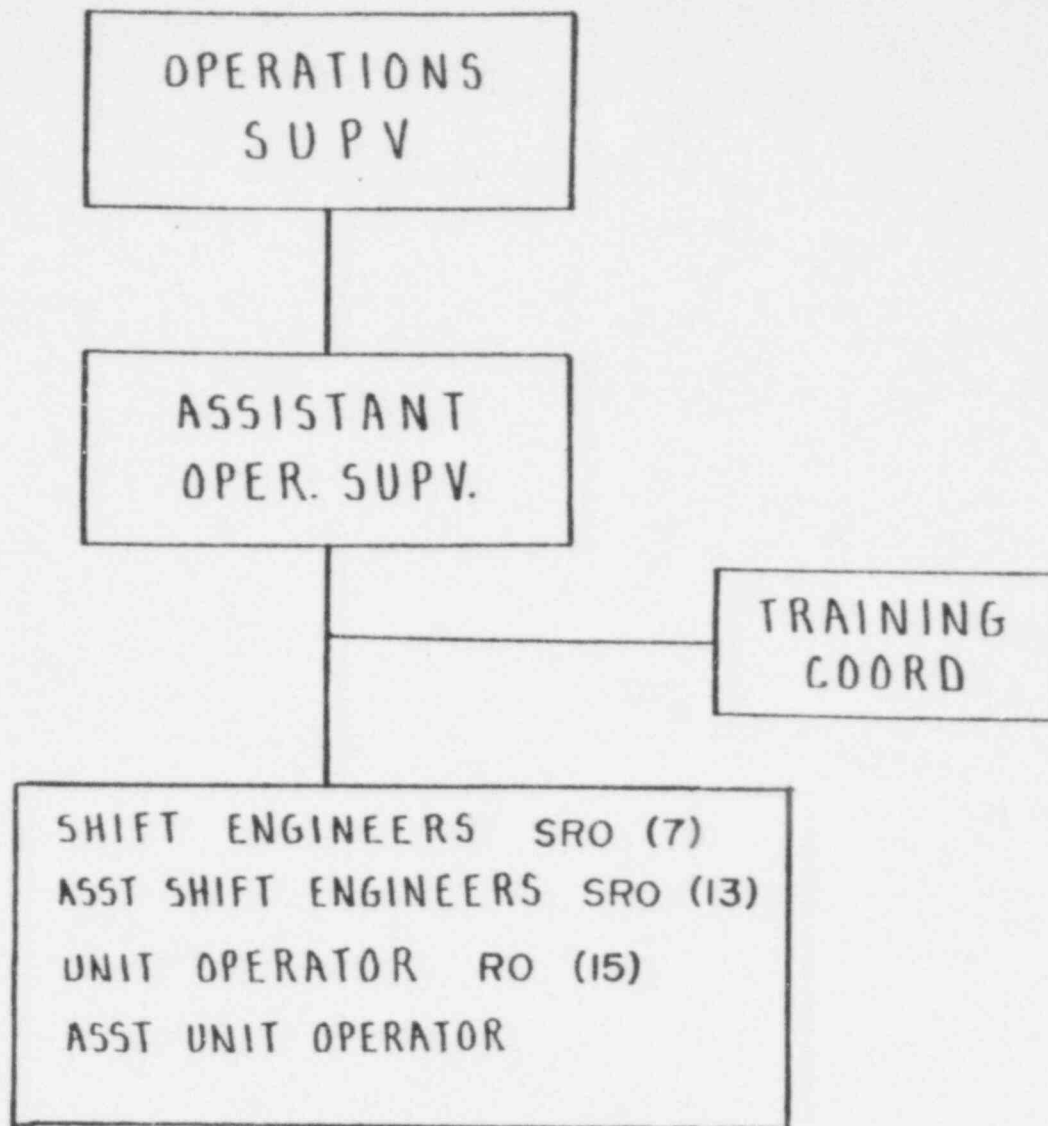 OPERATIONS
SUPV
ASSISTANT
OPER. SUPV.
TRAINING
COORD
SHIFT ENGINEERS SRO (7)
ASST SHIFT ENGINEERS SRO (13)
UNIT OPERATOR RO (15)
ASST UNIT OPERATOR